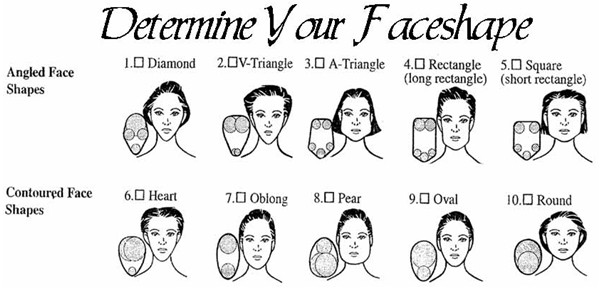 Determine Your Faceshape
Angled Face
Shapes
1.☐ Diamond
2.☐V-Triangle
3.☐ A-Triangle
4.☐ Rectangle
(long rectangle)
5.☐ Square
(short rectangle)
Contoured Face
Shapes
6.☐ Heart
7.☐ Oblong
8.☐ Pear
9.☐ Oval
10.☐ Round